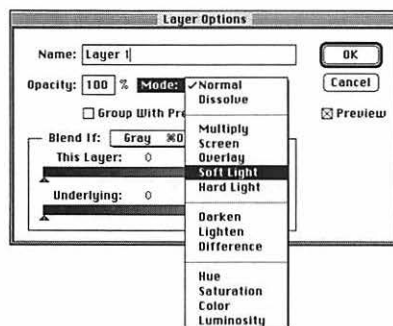 Layer Options
Name: Layer 1
OK
Opacity: 100 % Mode: ✓Normal
Cancel
Dissolve
Group With Pre
Preview
Multiply
Blend If: Gray ⌘0
Screen
This Layer: 0
Overlay
Soft Light
Hard Light
Underlying: 0
Darken
Lighten
Difference
Hue
Saturation
Color
Luminosity